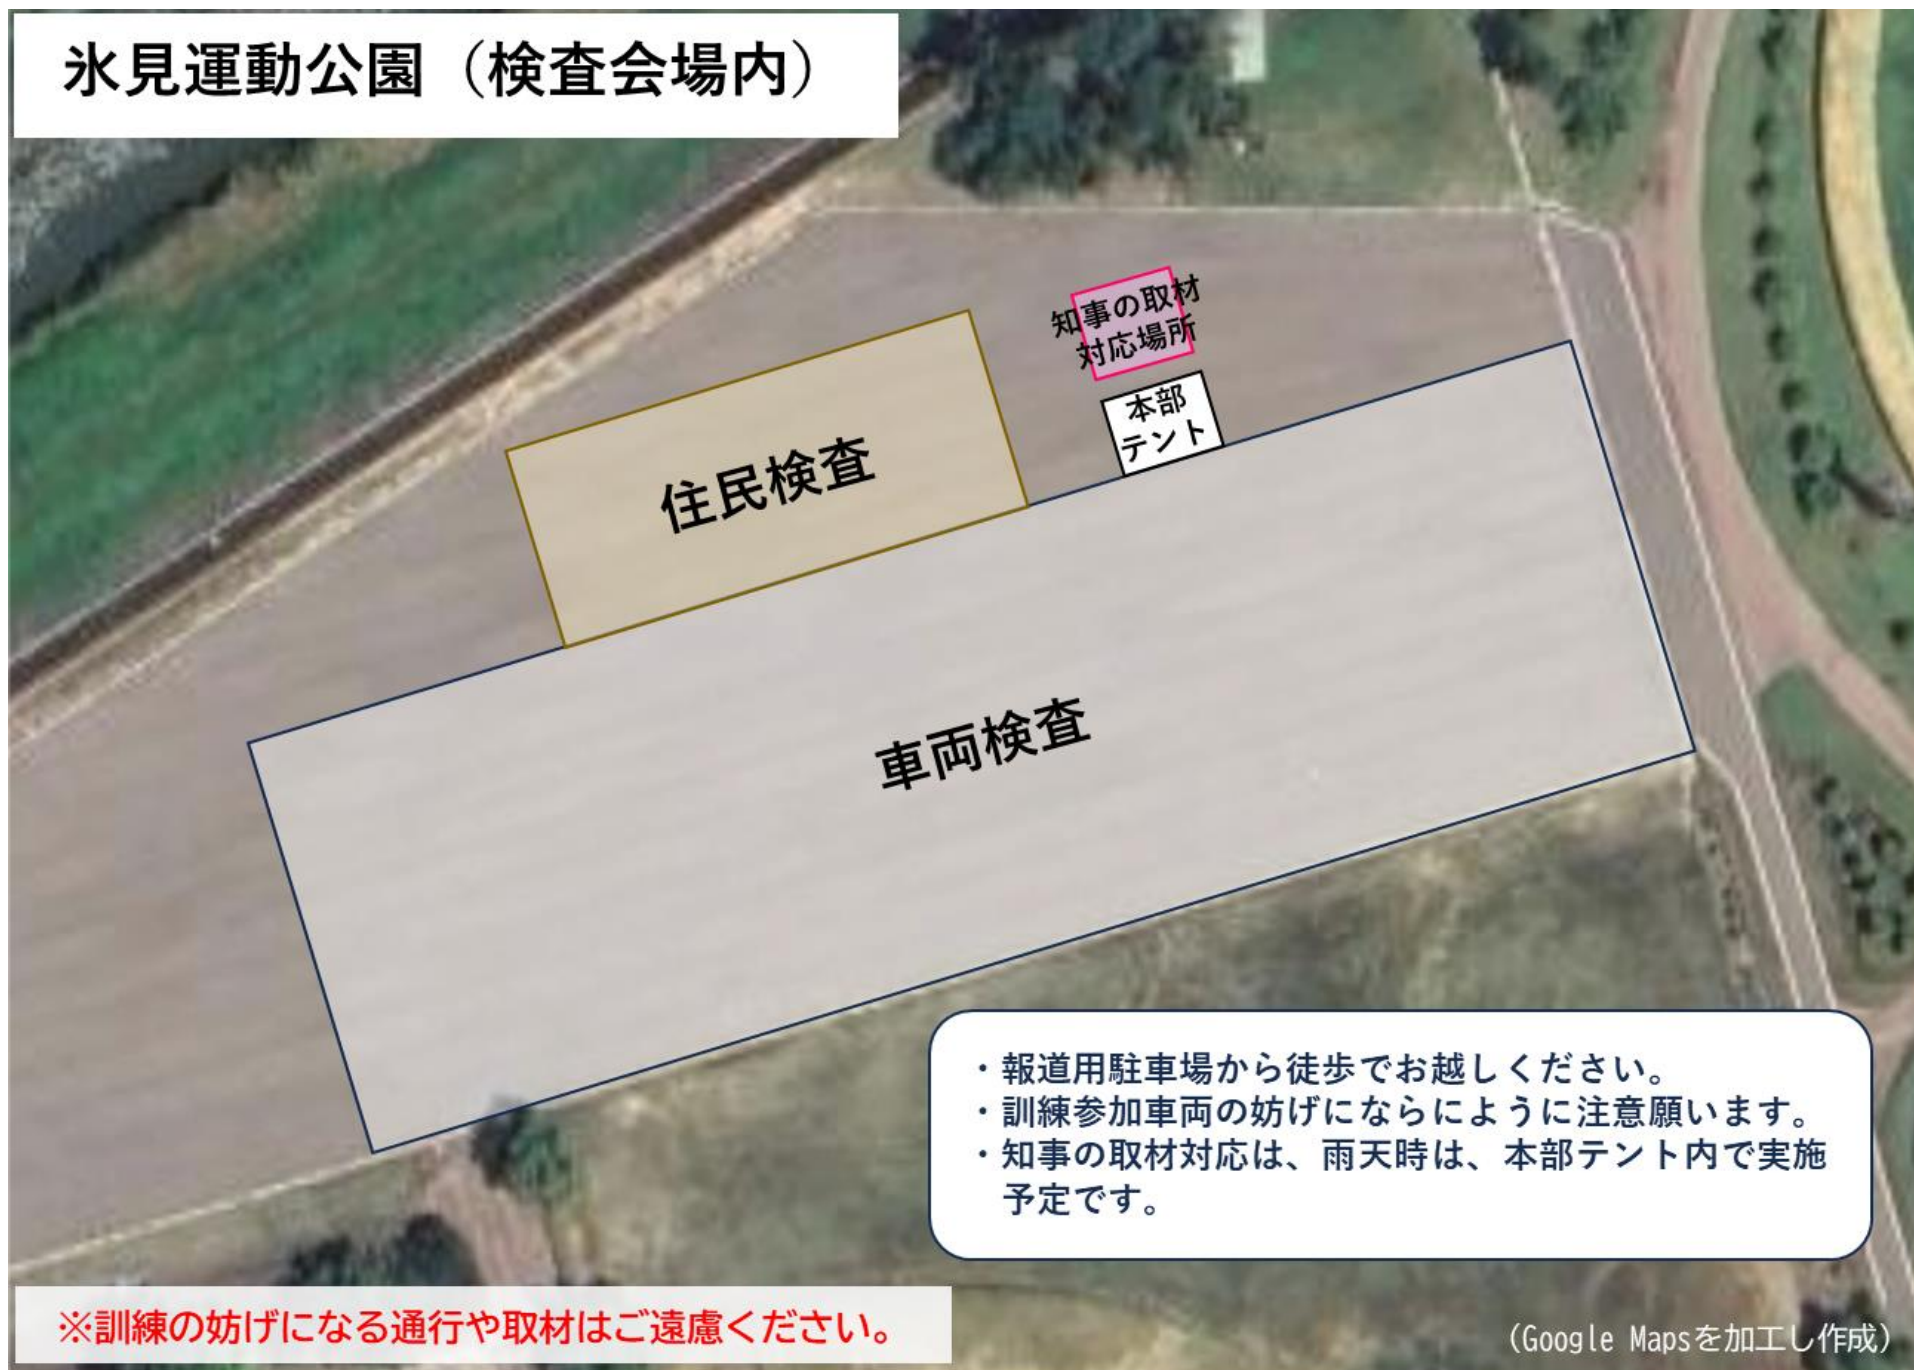 氷見運動公園（検査会場内）
知事の取材
対応場所
本部
テント
住民検査
車両検査
・報道用駐車場から徒歩でお越しください。
・訓練参加車両の妨げにならにように注意願います。
・知事の取材対応は、雨天時は、本部テント内で実施
予定です。
※訓練の妨げになる通行や取材はご遠慮ください。
（Google Mapsを加工し作成）